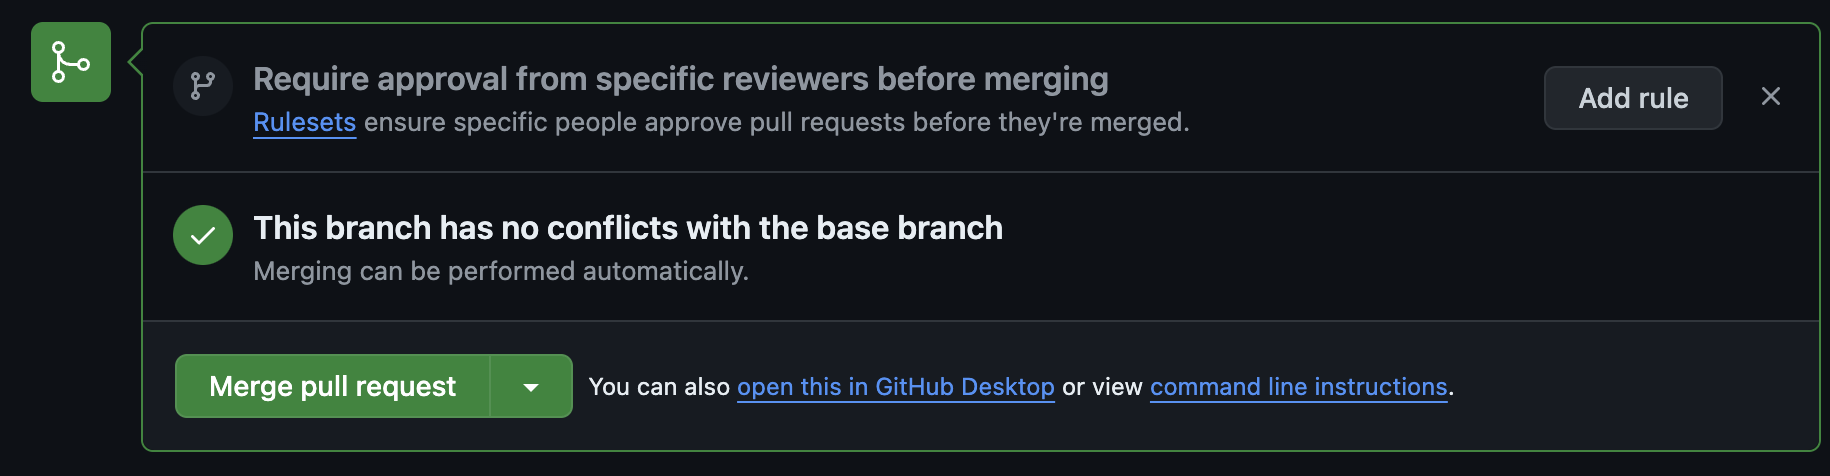 Require approval from specific reviewers before merging
Rulesets ensure specific people approve pull requests before they're merged.
Add rule
This branch has no conflicts with the base branch
Merging can be performed automatically.
Merge pull request
You can also open this in GitHub Desktop or view command line instructions.